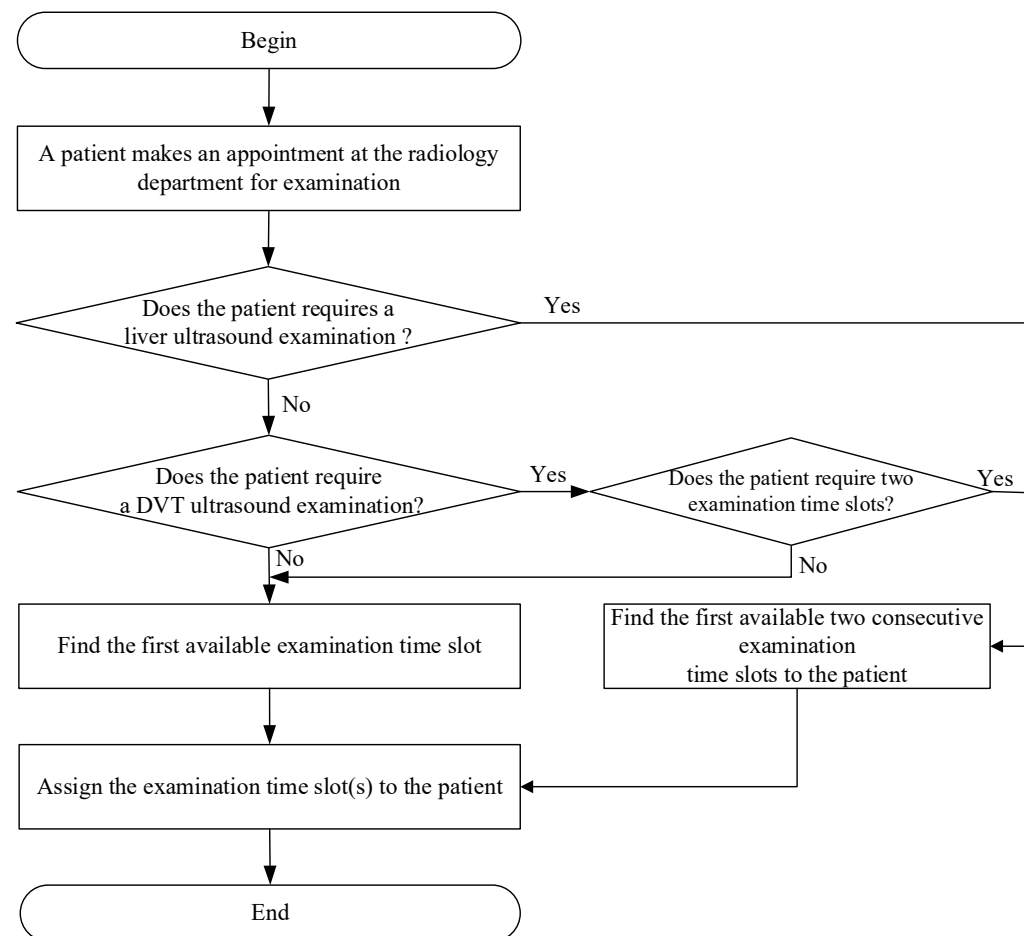 Begin
A patient makes an appointment at the radiology
department for examination
Does the patient requires a
liver ultrasound examination ?
Yes
No
Does the patient require
a DVT ultrasound examination?
Yes
Does the patient require two
examination time slots?
Yes
No
No
Find the first available examination time slot
Find the first available two consecutive
examination
time slots to the patient
Assign the examination time slot(s) to the patient
End